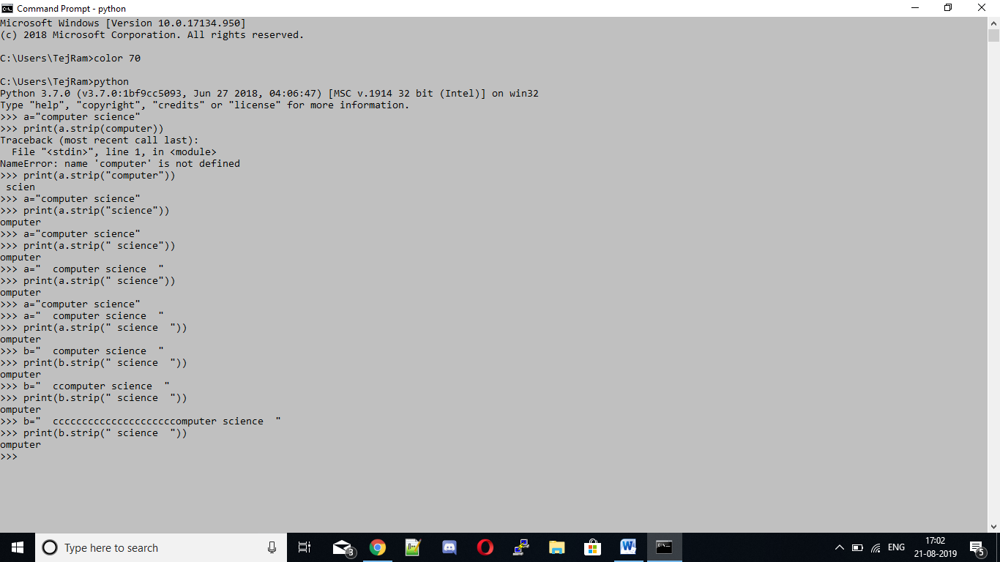 Command Prompt - python
Microsoft Windows [Version 10.0.17134.950]
(c) 2018 Microsoft Corporation. All rights reserved.
C:\Users\TejRam>color 70
C:\Users\TejRam>python
Python 3.7.0 (v3.7.0:1bf9cc5093, Jun 27 2018, 04:06:47) [MSC v.1914 32 bit (Intel)] on win32
Type "help", "copyright", "credits" or "license" for more information.
>>> a="computer science"
>>> print(a.strip(computer))
Traceback (most recent call last):
  File "<stdin>", line 1, in <module>
NameError: name 'computer' is not defined
>>> print(a.strip("computer"))
 scien
>>> a="computer science"
>>> print(a.strip("science"))
omputer
>>> a="computer science"
>>> print(a.strip(" science"))
omputer
>>> a="  computer science  "
>>> print(a.strip(" science"))
omputer
>>> a="computer science"
>>> a="  computer science  "
>>> print(a.strip(" science  "))
omputer
>>> b="  computer science  "
>>> print(b.strip(" science  "))
omputer
>>> b="  ccomputer science  "
>>> print(b.strip(" science  "))
omputer
>>> b="  cccccccccccccccccccccomputer science  "
>>> print(b.strip(" science  "))
omputer
>>>
Type here to search
3
ENG
17:02
21-08-2019
5